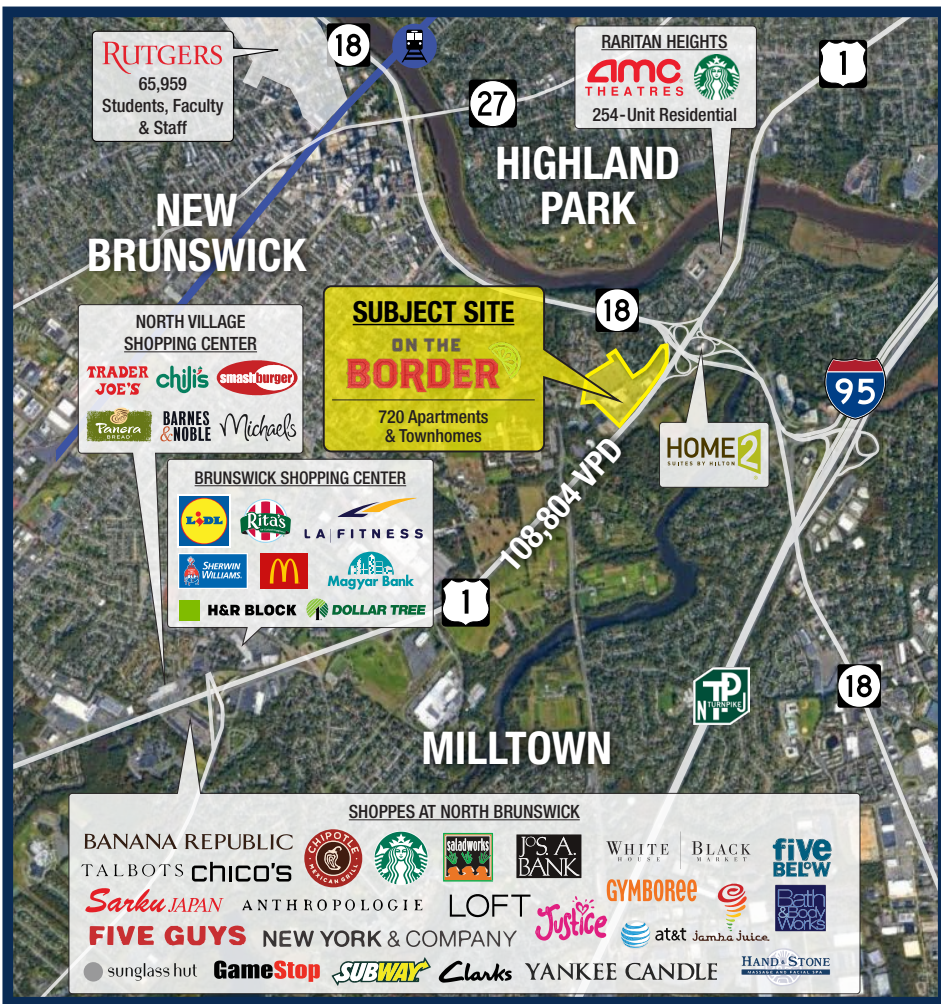 RUTGERS
65,959
Students, Faculty
& Staff
18
27
RARITAN HEIGHTS
amc
THEATRES
254-Unit Residential
1
HIGHLAND
PARK
NEW
BRUNSWICK
NORTH VILLAGE
SHOPPING CENTER
TRADER
JOE'S
chili's
smashburger
Panera
BREAD
BARNES
&NOBLE
Michaels
SUBJECT SITE
ON THE
BORDER
720 Apartments
& Townhomes
18
95
HOME2
SUITES BY HILTON
108,804 VPD
BRUNSWICK SHOPPING CENTER
LIDL
Rita's
LA|FITNESS
SHERWIN
WILLIAMS.
M
Magyar Bank
H&R BLOCK
DOLLAR TREE
1
N TP J
TURNPIKE
18
MILLTOWN
SHOPPES AT NORTH BRUNSWICK
BANANA REPUBLIC
CHIPOTLE
MEXICAN GRILL
saladworks
JOS. A.
BANK
WHITE | BLACK
HOUSE | MARKET
five
BELOW
TALBOTS
chico's
Sarku JAPAN
ANTHROPOLOGIE
LOFT
Justice
GYMBOREE
Jamba Juice
Bath
&Body
Works
FIVE GUYS
NEW YORK & COMPANY
at&t
sunglass hut
GameStop
SUBWAY
Clarks
YANKEE CANDLE
HAND & STONE
MASSAGE AND FACIAL SPA